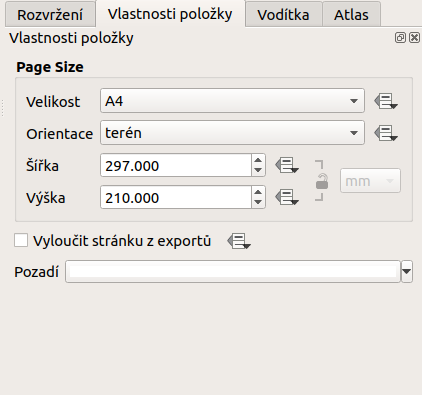 Rozvržení Vlastnosti položky Vodítka Atlas
Vlastnosti položky
Page Size
Velikost A4
Orientace terén
Šířka 297.000
mm
Výška 210.000
Vyloučit stránku z exportů
Pozadí